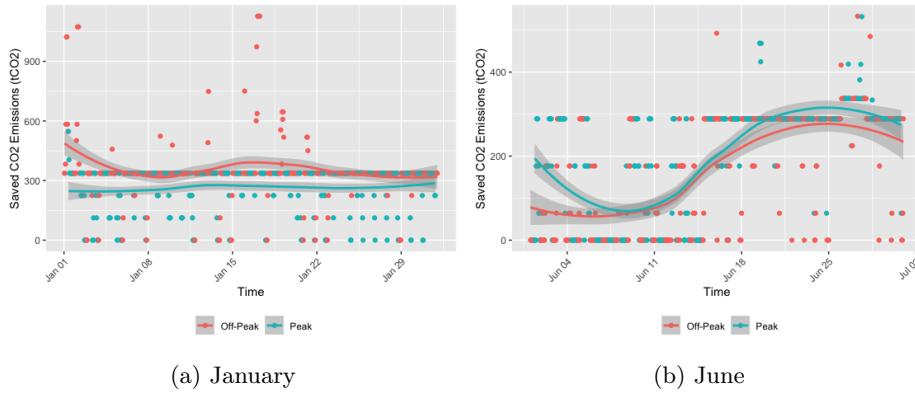 Saved CO2 Emissions (tCO2)
900
600
300
0
Jan 01
Jan 08
Jan 15
Jan 22
Jan 29
Time
Off-Peak
Peak
(a) January
Saved CO2 Emissions (tCO2)
400
200
0
Jun 04
Jun 11
Jun 18
Jun 25
Time
Off-Peak
Peak
(b) June